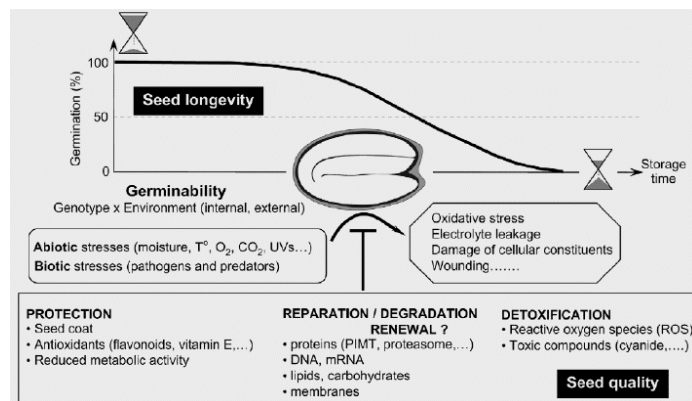 100
Seed longevity
Germination (%)
50
0
Storage
time
Germinability
Genotype x Environment (internal, external)
Abiotic stresses (moisture, T°, O2, CO2, UVs...)
Biotic stresses (pathogens and predators)
Oxidative stress
Electrolyte leakage
Damage of cellular constituents
Wounding.......
PROTECTION
• Seed coat
• Antioxidants (flavonoids, vitamin E,...)
• Reduced metabolic activity
REPARATION / DEGRADATION
RENEWAL ?
• proteins (PIMT, proteasome,...)
• DNA, mRNA
• lipids, carbohydrates
• membranes
DETOXIFICATION
• Reactive oxygen species (ROS)
• Toxic compounds (cyanide,....)
Seed quality